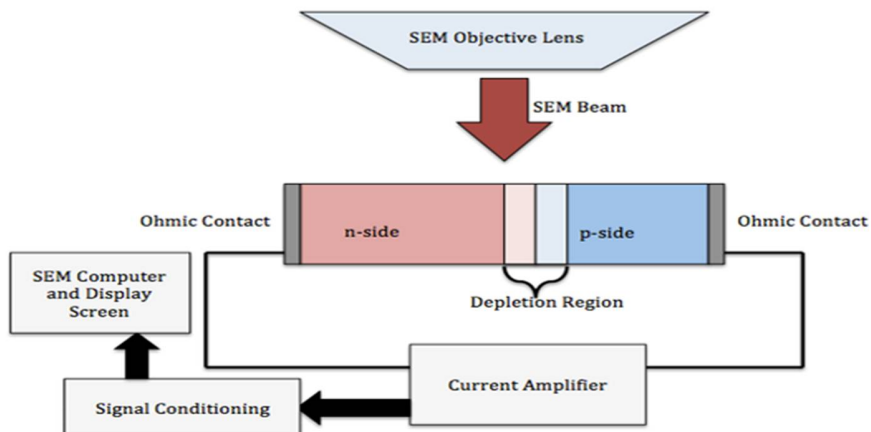 SEM Objective Lens
SEM Beam
Ohmic Contact
n-side
p-side
Ohmic Contact
Depletion Region
SEM Computer
and Display
Screen
Current Amplifier
Signal Conditioning